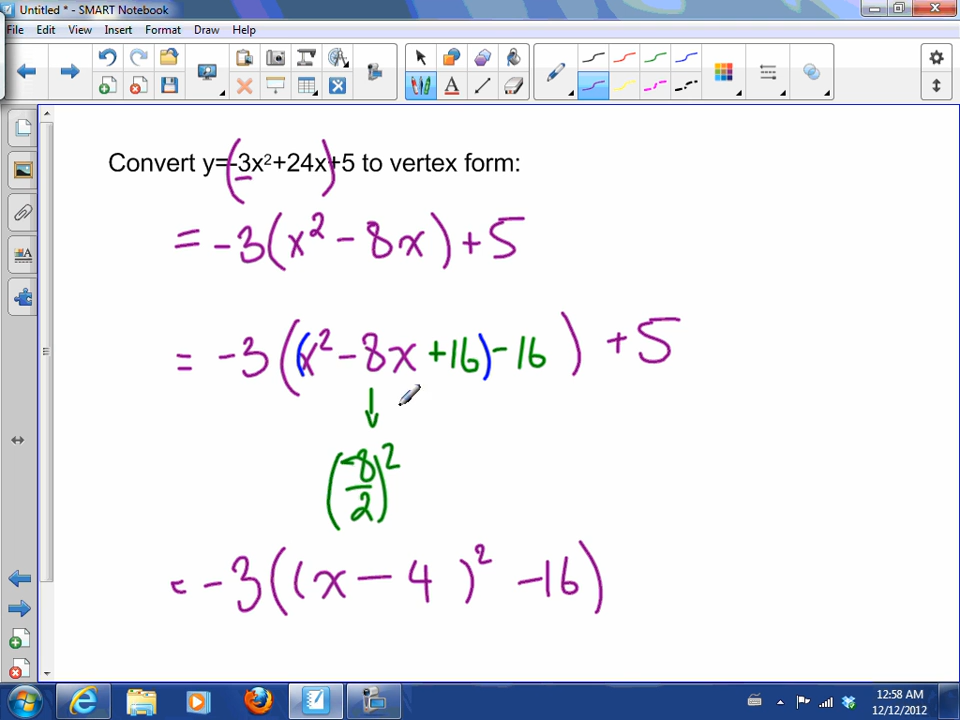 Untitled * - SMART Notebook
File Edit View Insert Format Draw Help
Convert y=-3x²+24x+5 to vertex form:
= -3(x² - 8x) + 5
= -3((x² - 8x + 16) - 16) + 5
(-8/2)²
= -3((x - 4)² - 16)
12:58 AM
12/12/2012